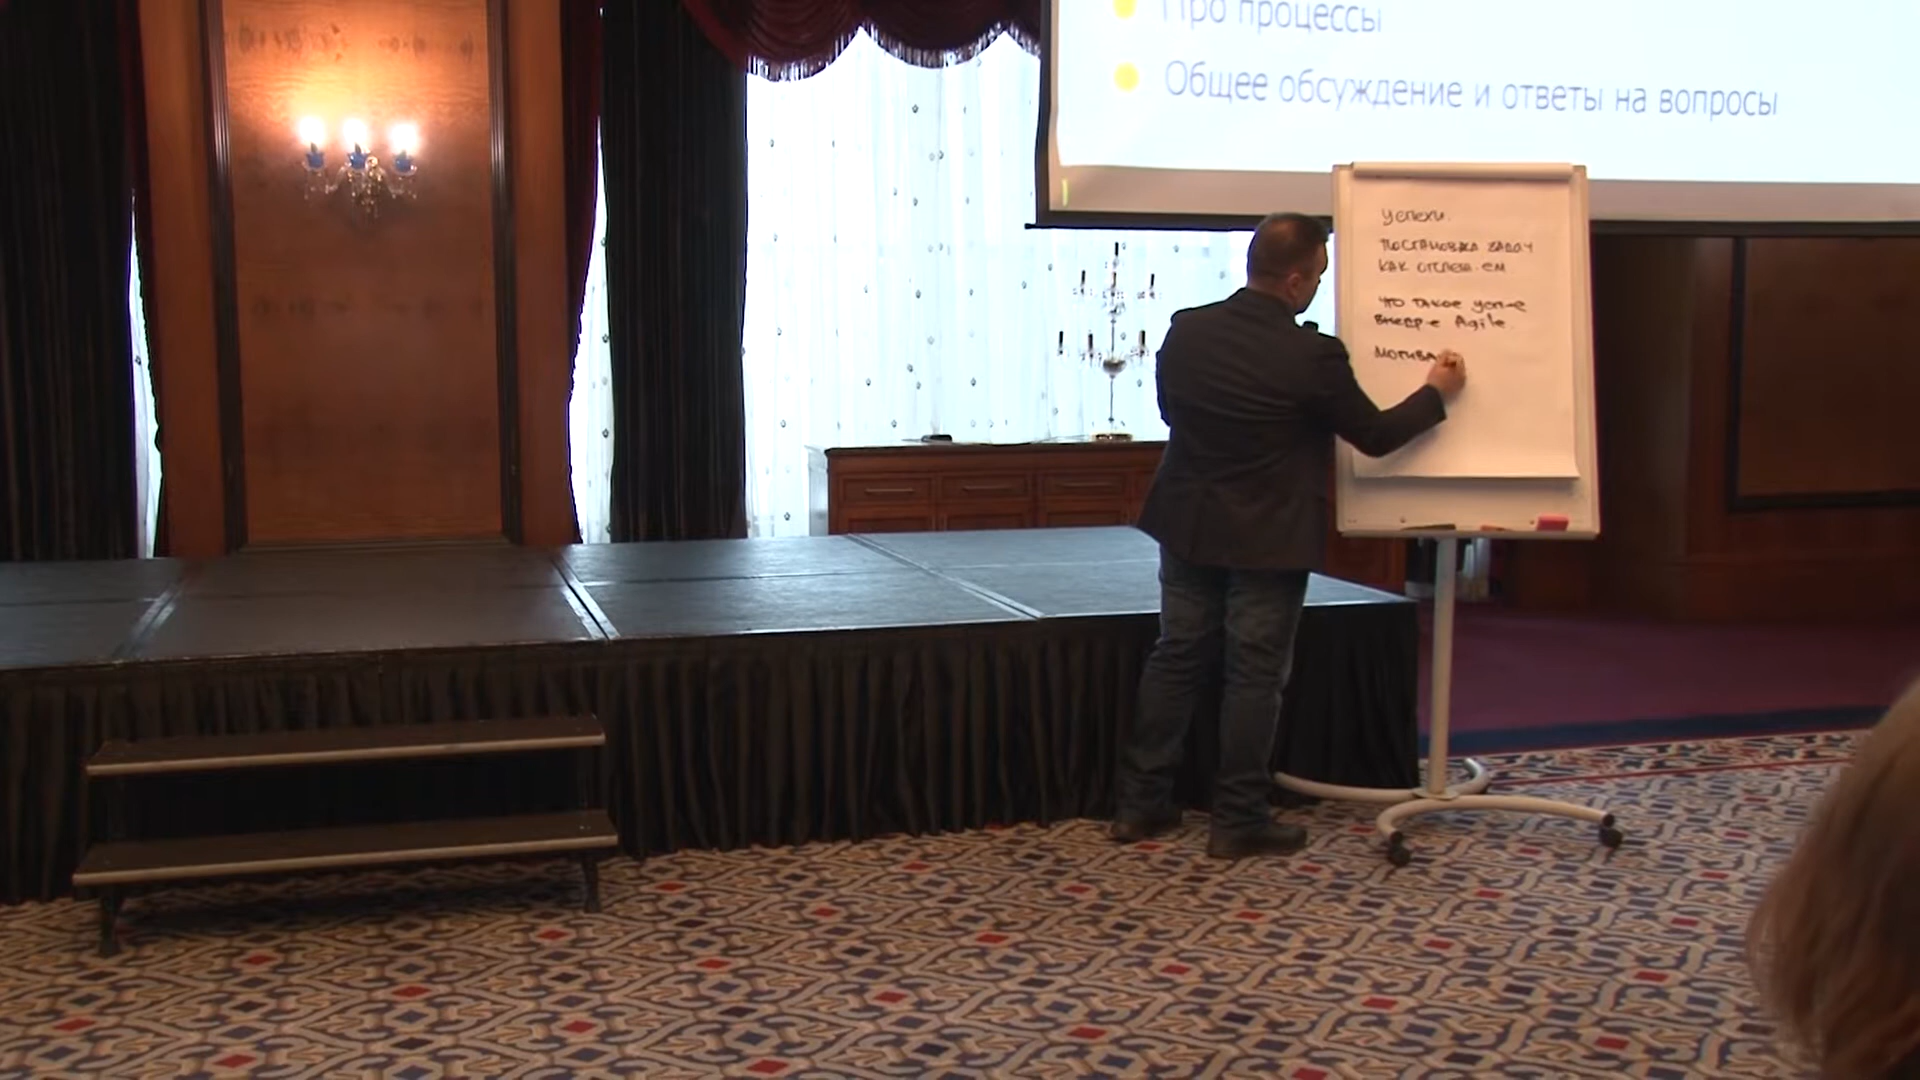 Про процессы
Общее обсуждение и ответы на вопросы
Успехи.
Постановка задач
Как отслеж. ем
Что такое усп-е
внедр-е Agile.
Мотива